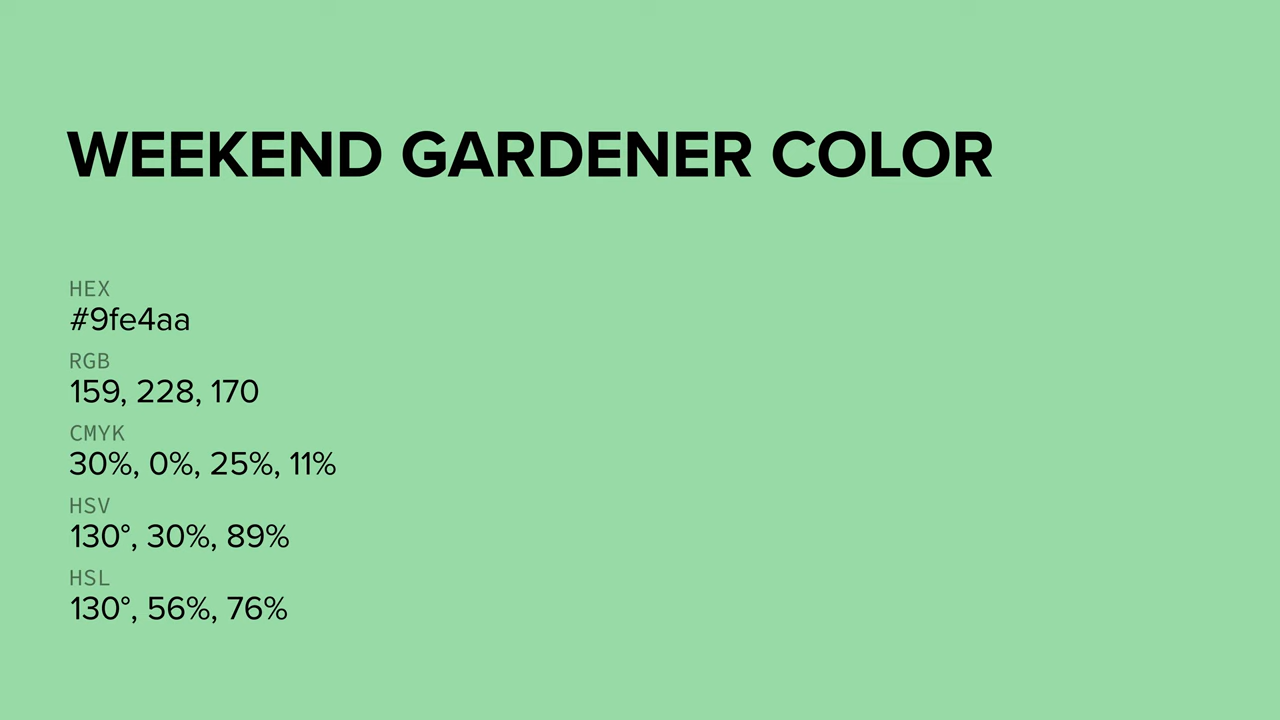 WEEKEND GARDENER COLOR
HEX
#9fe4aa
RGB
159, 228, 170
CMYK
30%, 0%, 25%, 11%
HSV
130°, 30%, 89%
HSL
130°, 56%, 76%